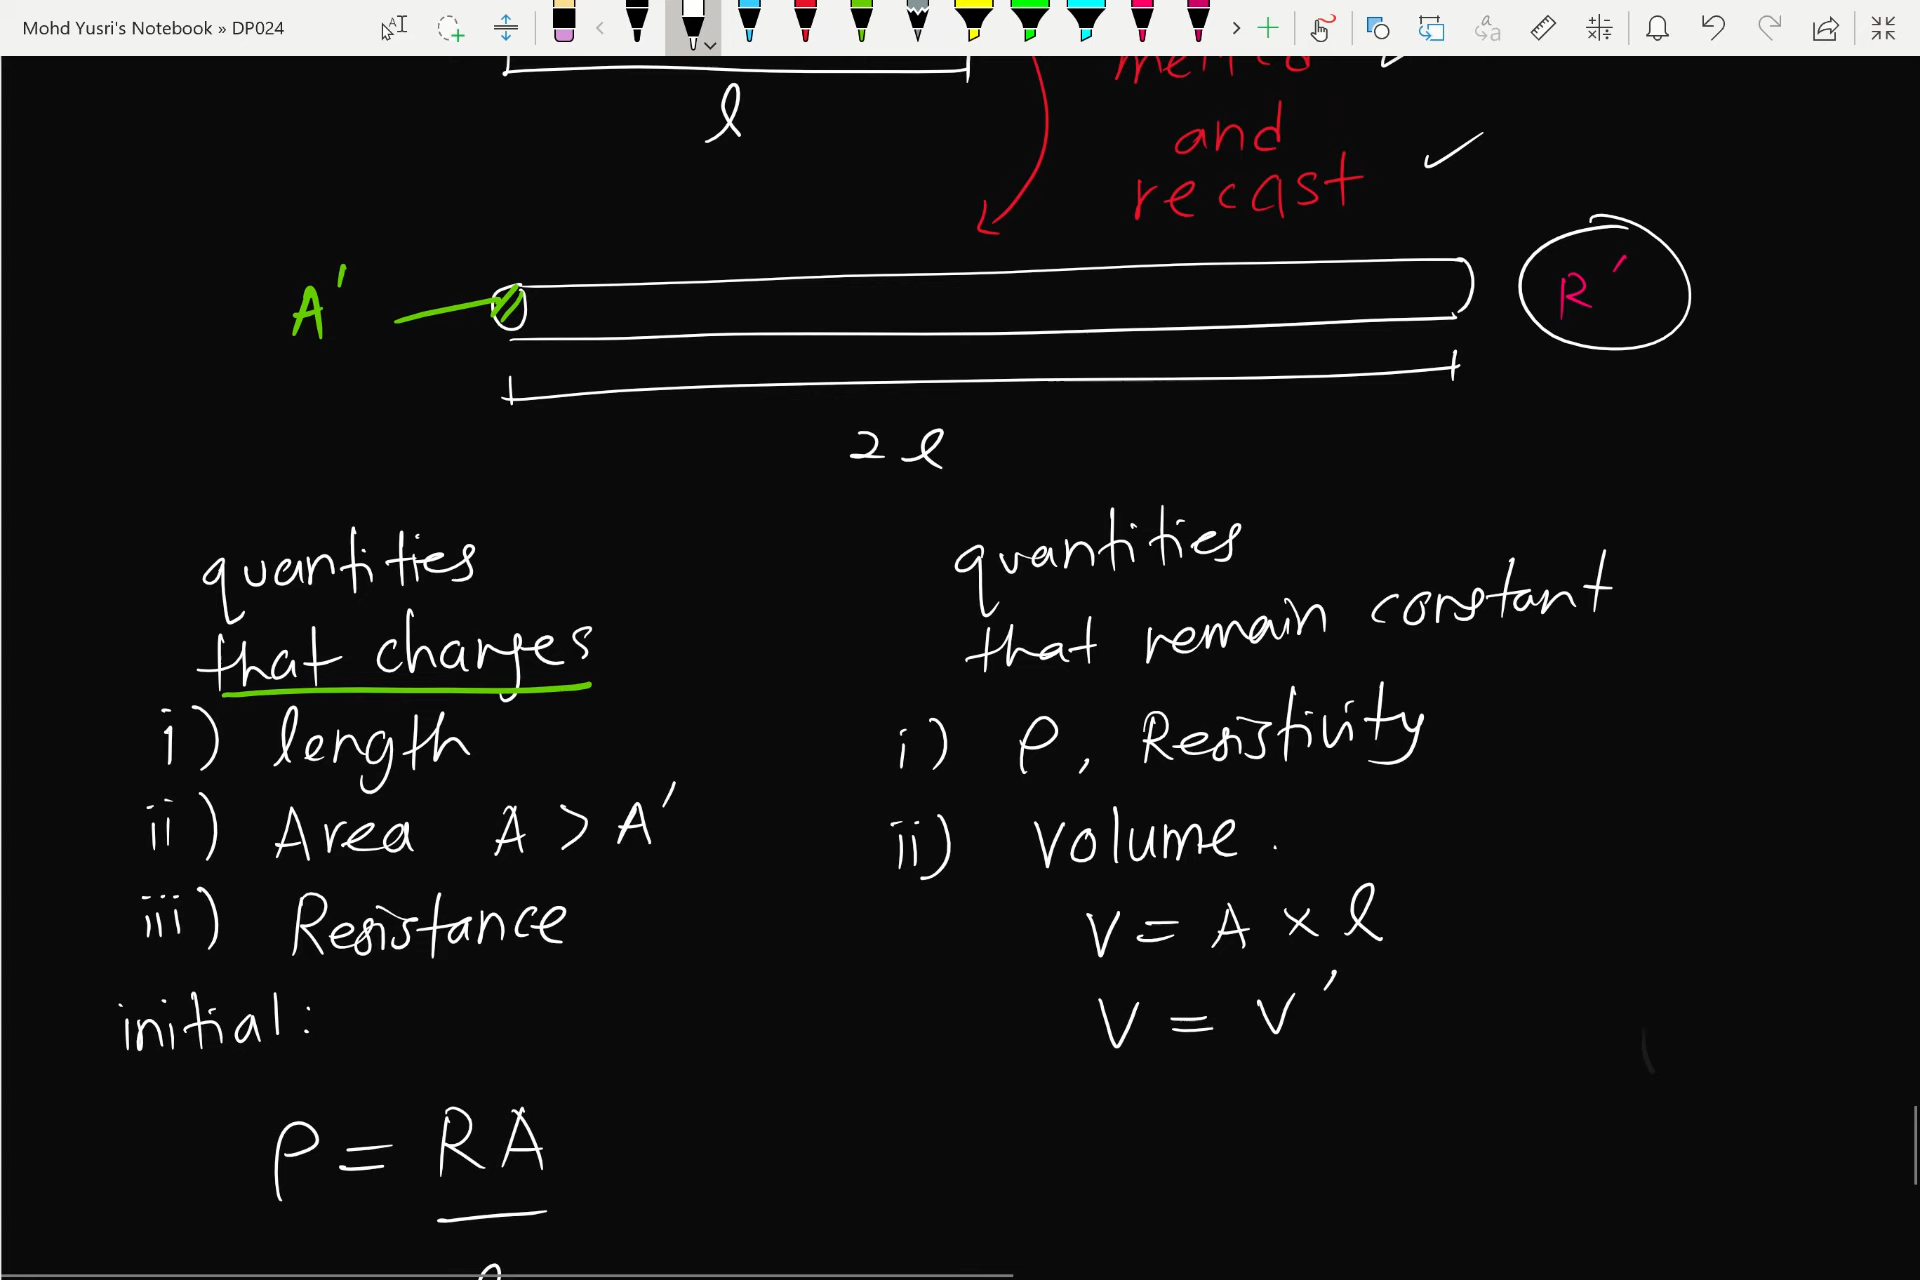 Mohd Yusri's Notebook » DP024
l
and
recast
A'
R'
2l
quantities
that changes
i) length
ii) Area A > A'
iii) Resistance
initial:
ρ = RA
quantities
that remain constant
i) ρ, Resistivity
ii) Volume.
V = A × l
V = V'